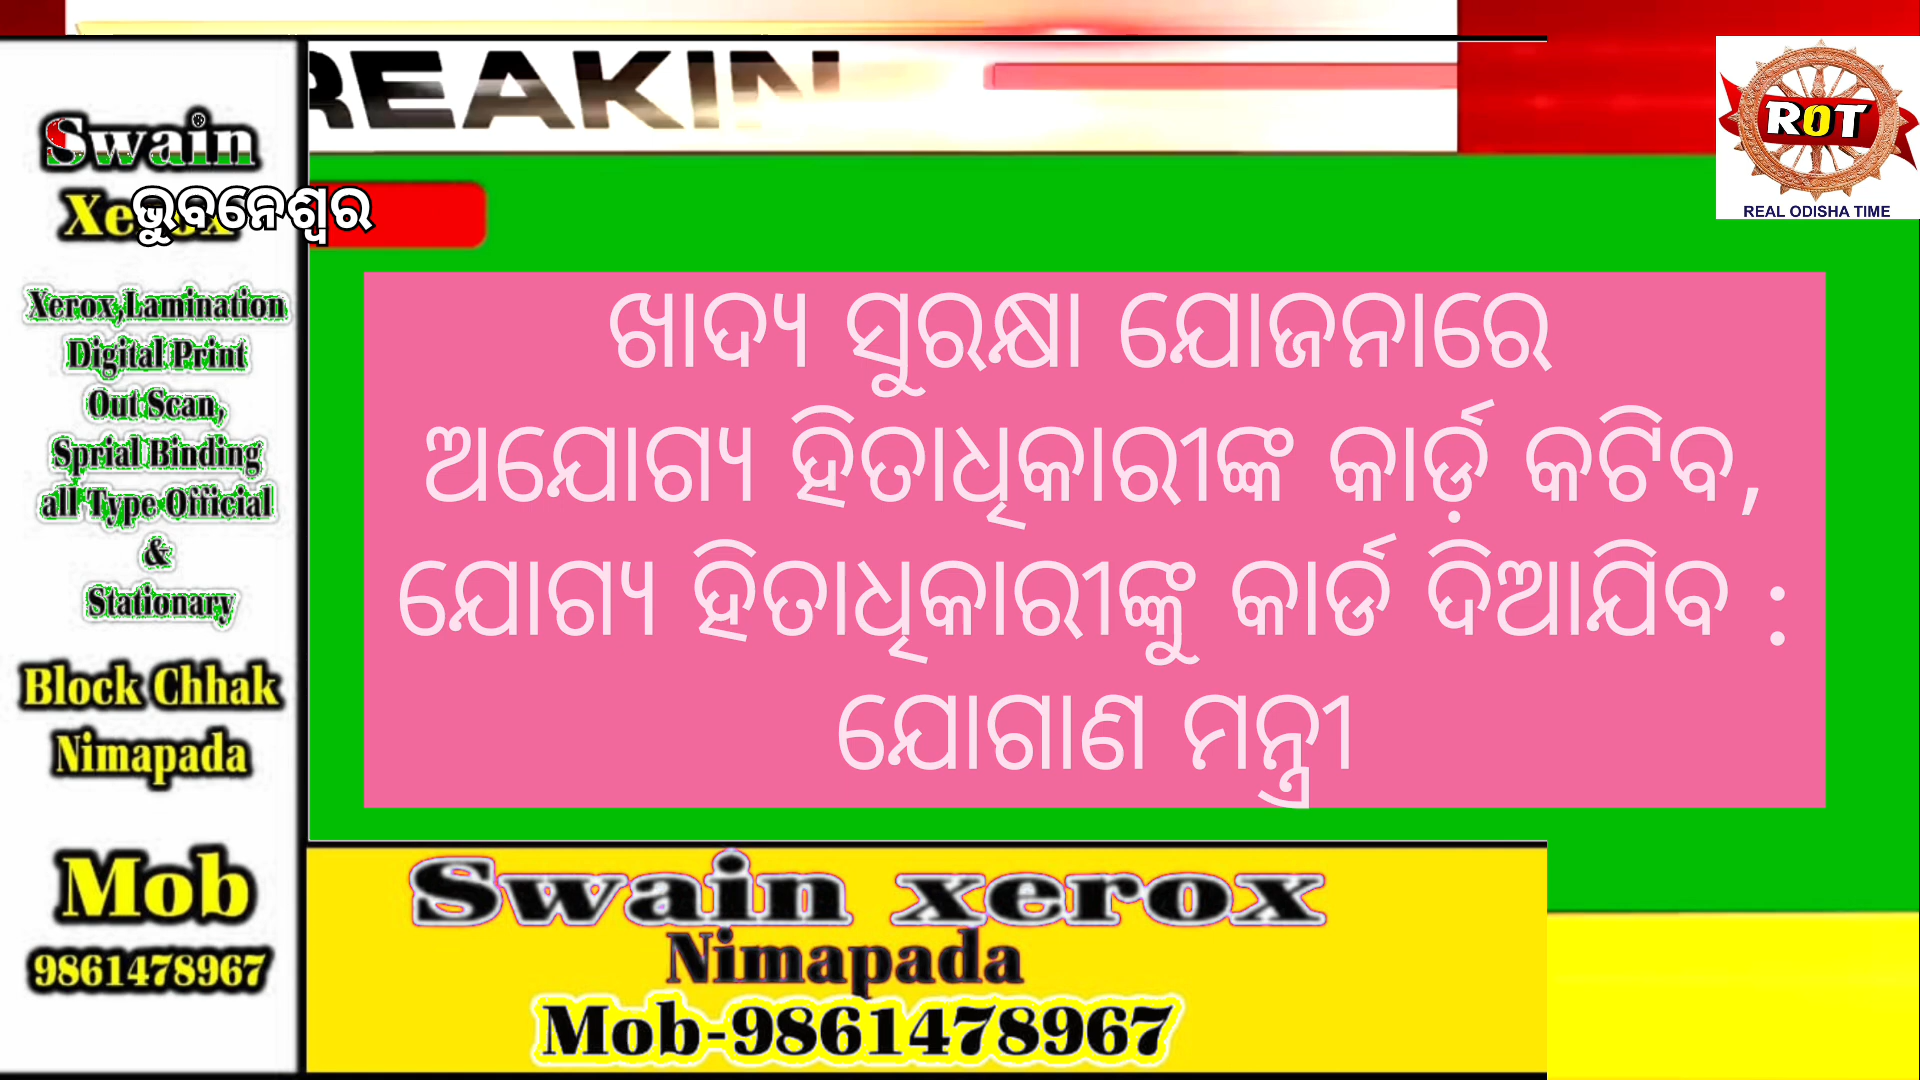 REAKIN
ROT
REAL ODISHA TIME
Swain
Xerox
ଭୁବନେଶ୍ୱର
Xerox,Lamination
Digital Print
Out Scan,
Sprial Binding
all Type Official
&
Stationary
Block Chhak
Nimapada
Mob
9861478967
ଖାଦ୍ୟ ସୁରକ୍ଷା ଯୋଜନାରେ
ଅଯୋଗ୍ୟ ହିତାଧିକାରୀଙ୍କ କାର୍ଡ଼ କଟିବ,
ଯୋଗ୍ୟ ହିତାଧିକାରୀଙ୍କୁ କାର୍ଡ ଦିଆଯିବ :
ଯୋଗାଣ ମନ୍ତ୍ରୀ
Swain xerox
Nimapada
Mob-9861478967